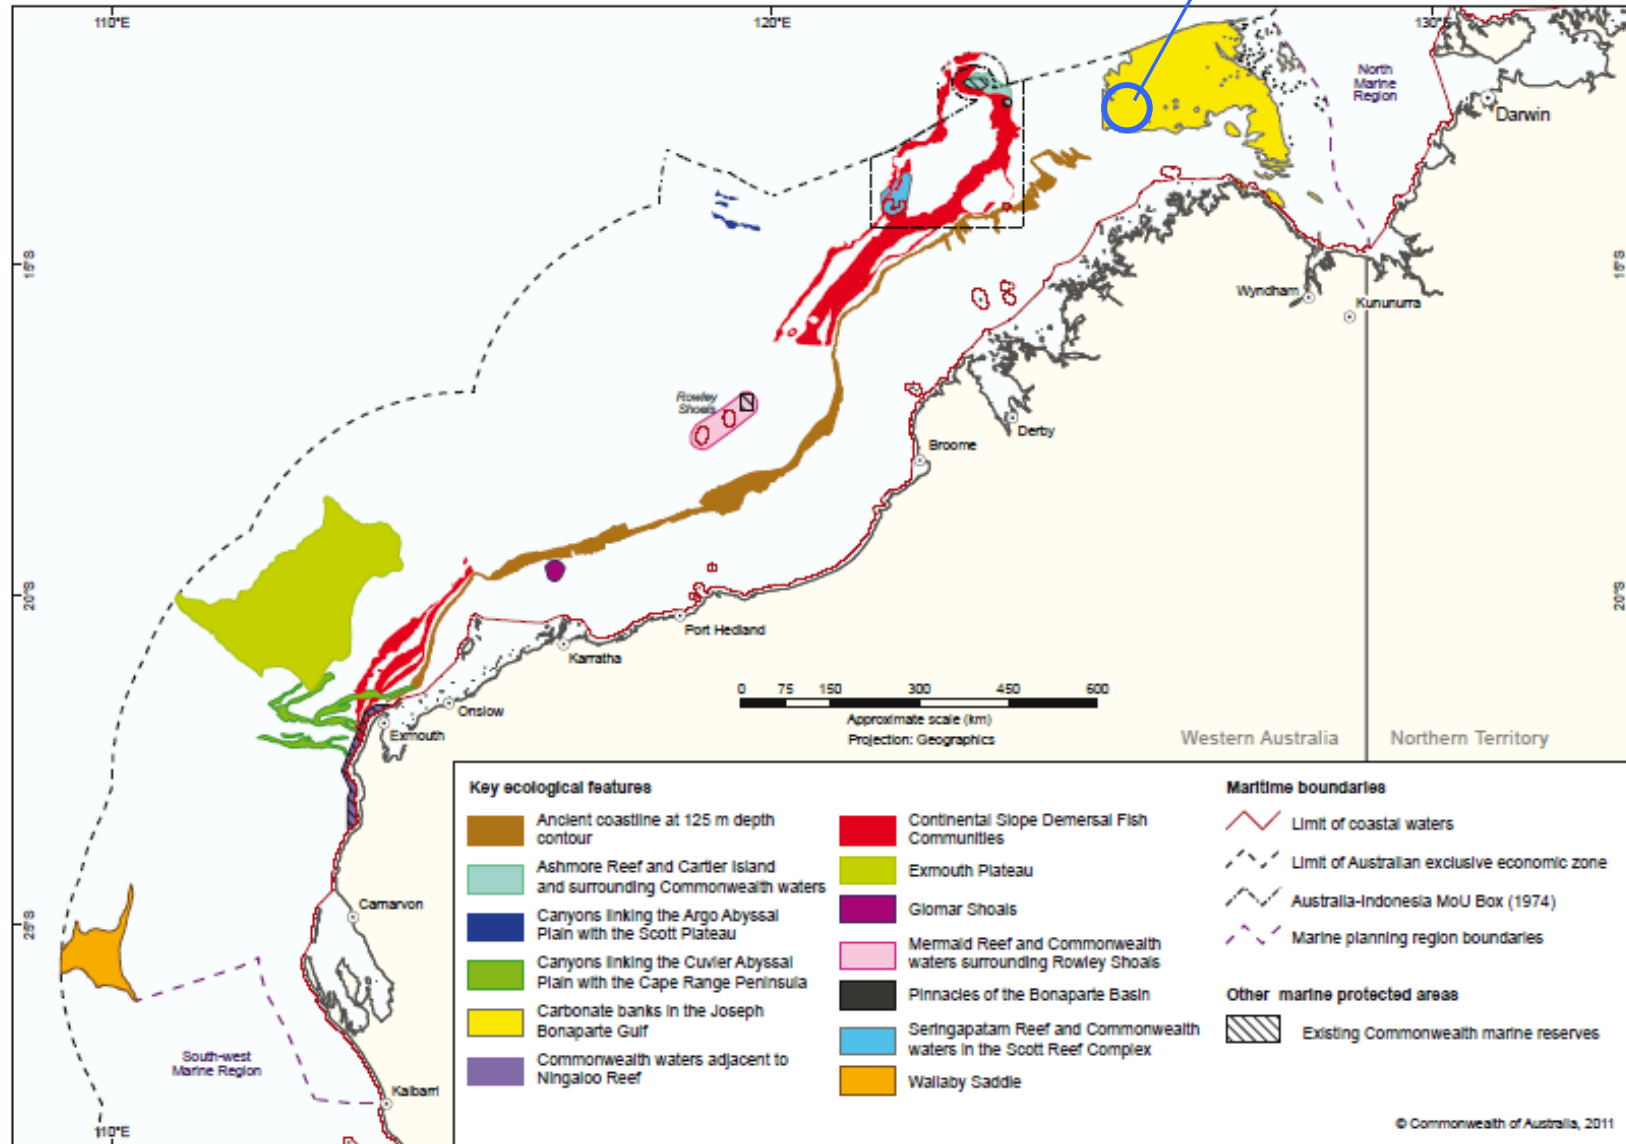 110°E
120°E
130°E
North
Marine
Region
Darwin
15°S
15°S
Wyndham
Kununurra
Rowley
Shoals
Derby
Broome
20°S
20°S
Port Hedland
Karratha
Onslow
Exmouth
0 75 150 300 450 600
Approximate scale (km)
Projection: Geographics
Western Australia
Northern Territory
Key ecological features
Ancient coastline at 125 m depth
contour
Ashmore Reef and Cartier Island
and surrounding Commonwealth waters
Canyons linking the Argo Abyssal
Plain with the Scott Plateau
Canyons linking the Cuvier Abyssal
Plain with the Cape Range Peninsula
Carbonate banks in the Joseph
Bonaparte Gulf
Commonwealth waters adjacent to
Ningaloo Reef
Continental Slope Demersal Fish
Communities
Exmouth Plateau
Glomar Shoals
Mermaid Reef and Commonwealth
waters surrounding Rowley Shoals
Pinnacles of the Bonaparte Basin
Seringapatam Reef and Commonwealth
waters in the Scott Reef Complex
Wallaby Saddle
Maritime boundaries
Limit of coastal waters
Limit of Australian exclusive economic zone
Australia-Indonesia MoU Box (1974)
Marine planning region boundaries
Other marine protected areas
Existing Commonwealth marine reserves
Carnarvon
25°S
South-west
Marine Region
Kalbarri
110°E
© Commonwealth of Australia, 2011